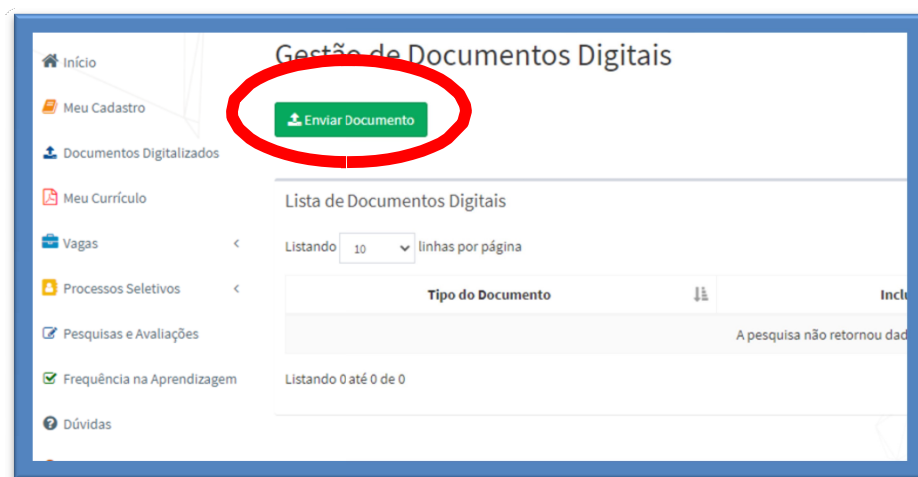 Início
Meu Cadastro
Documentos Digitalizados
Meu Currículo
Vagas
Processos Seletivos
Pesquisas e Avaliações
Frequência na Aprendizagem
Dúvidas
Gestão de Documentos Digitais
Enviar Documento
Lista de Documentos Digitais
Listando 10 linhas por página
Tipo do Documento Inclu
A pesquisa não retornou dad
Listando 0 até 0 de 0